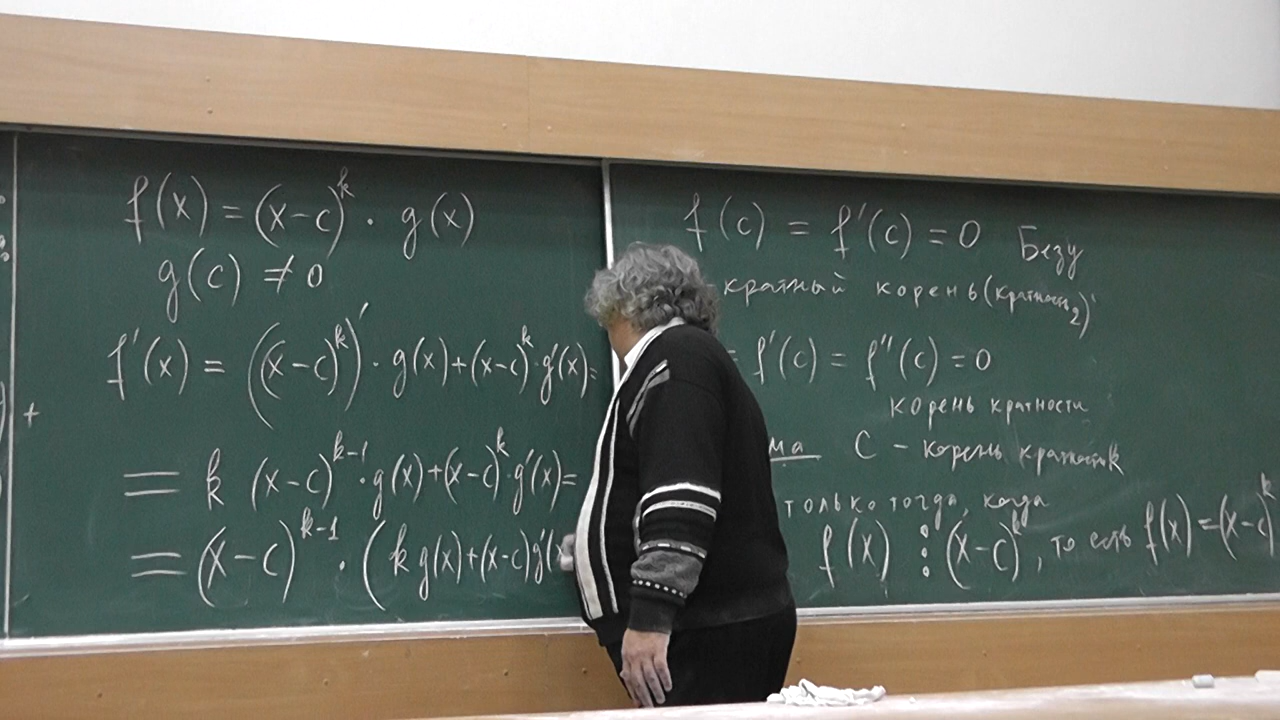 f(x) = (x-c)^k · g(x)
g(c) ≠ 0
f'(x) = ((x-c)^k)' · g(x) + (x-c)^k · g'(x) =
+
= k (x-c)^{k-1} · g(x) + (x-c)^k · g'(x) =
= (x-c)^{k-1} · (k g(x) + (x-c) g'(x
f(c) = f'(c) = 0 Безу
кратный корень (кратности 2)
= f'(c) = f''(c) = 0
корень кратности
ма C – корень кратности k
только тогда, когда
f(x) ⋮ (x-c)^k, то есть f(x) = (x-c)^k